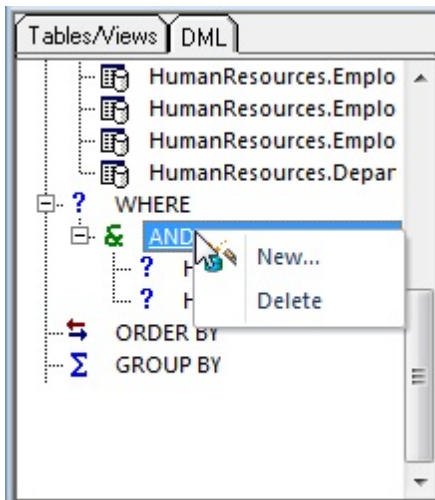 Tables/Views DML
HumanResources.Emplo
HumanResources.Emplo
HumanResources.Emplo
HumanResources.Depar
? WHERE
& AND
? H
? H
New...
Delete
ORDER BY
Σ GROUP BY